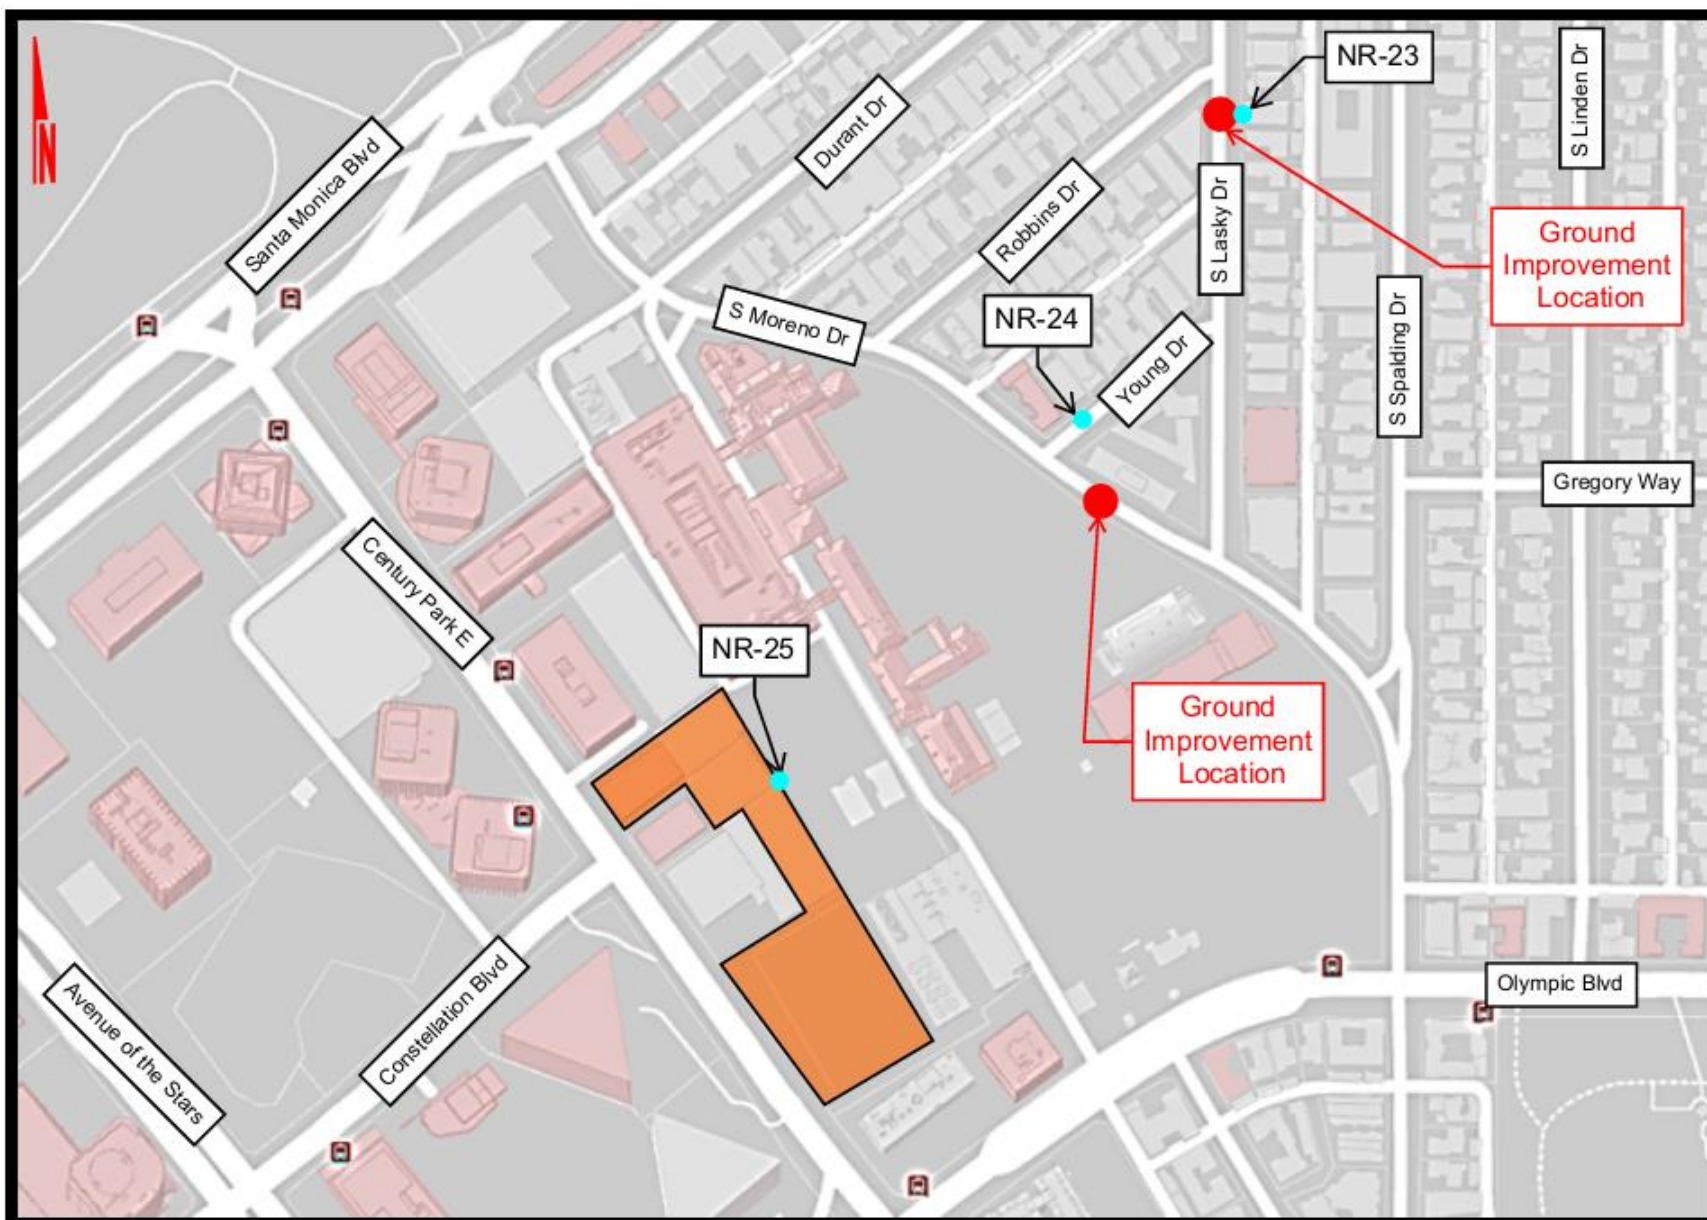 N
NR-23
S Linden Dr
Durant Dr
Santa Monica Blvd
Robbins Dr
S Lasky Dr
Ground
Improvement
Location
NR-24
S Moreno Dr
Young Dr
S Spalding Dr
Gregory Way
Century Park E
NR-25
Ground
Improvement
Location
Olympic Blvd
Avenue of the Stars
Constellation Blvd